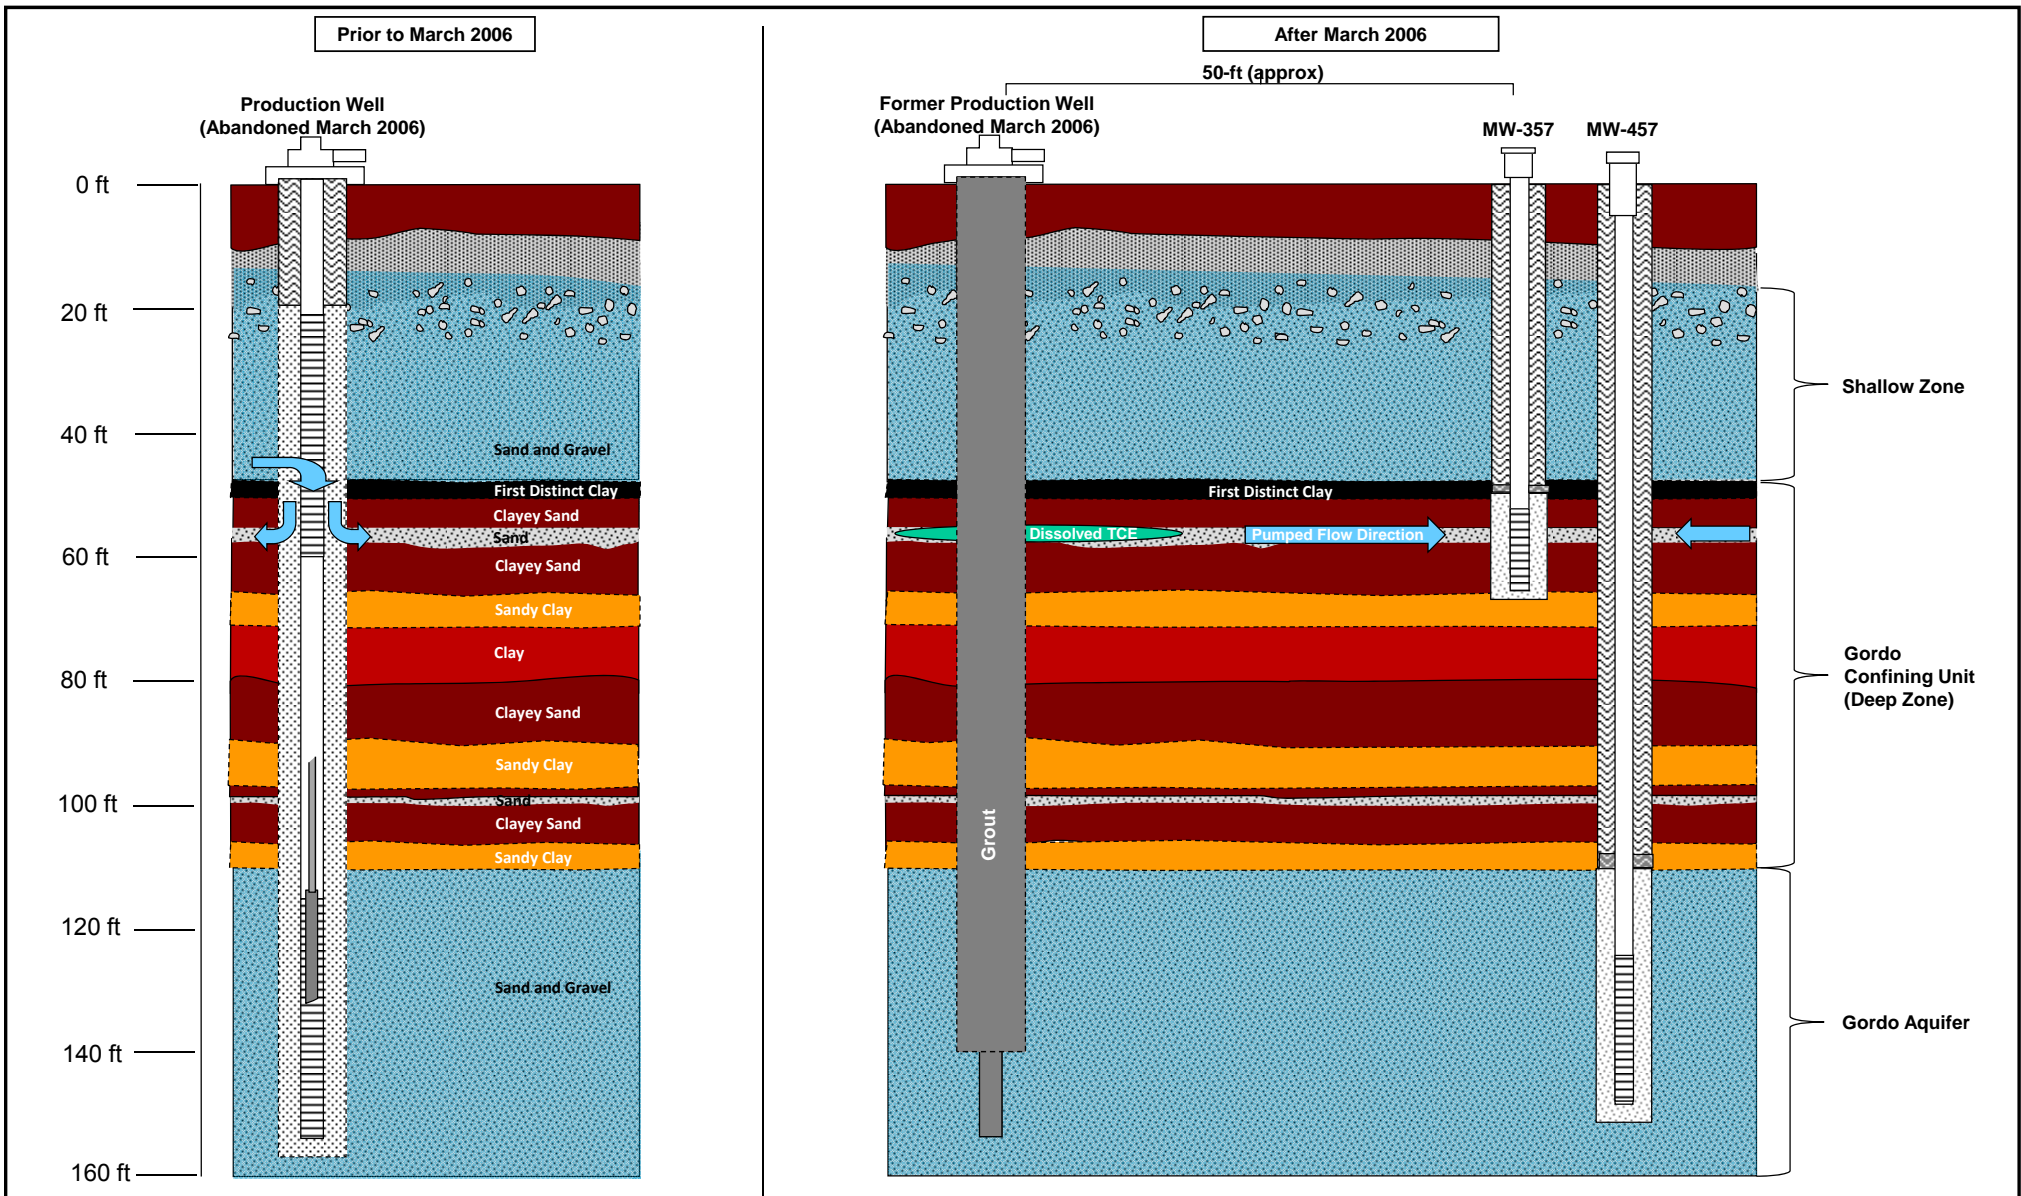 Prior to March 2006
Production Well
(Abandoned March 2006)
0 ft
20 ft
40 ft
60 ft
80 ft
100 ft
120 ft
140 ft
160 ft
Sand and Gravel
First Distinct Clay
Clayey Sand
Sand
Clayey Sand
Sandy Clay
Clay
Clayey Sand
Sandy Clay
Sand
Clayey Sand
Sandy Clay
Sand and Gravel
After March 2006
50-ft (approx)
Former Production Well
(Abandoned March 2006)
MW-357
MW-457
First Distinct Clay
Dissolved TCE
Pumped Flow Direction
Grout
Shallow Zone
Gordo
Confining Unit
(Deep Zone)
Gordo Aquifer